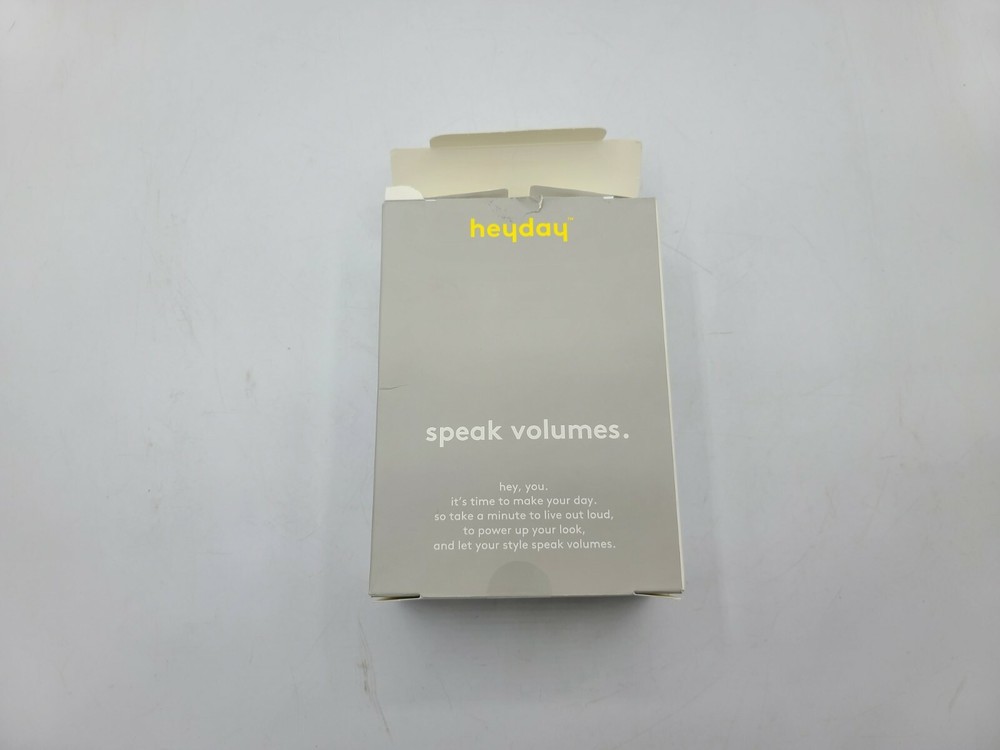 heyday™
speak volumes.
hey, you.
it's time to make your day.
so take a minute to live out loud,
to power up your look,
and let your style speak volumes.